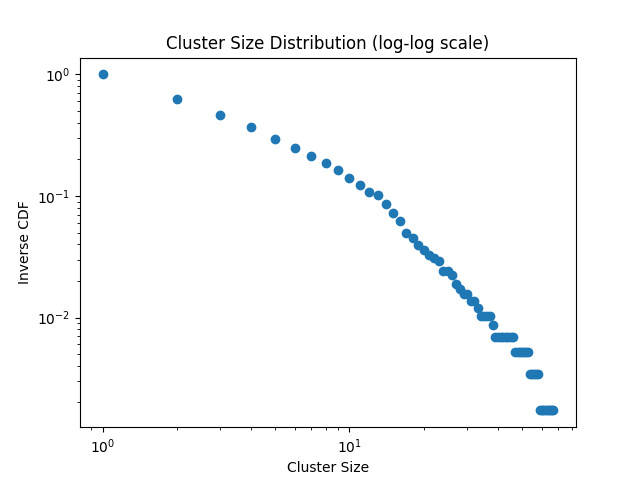 Cluster Size Distribution (log-log scale)
10⁰
10⁻¹
10⁻²
Inverse CDF
10⁰ 10¹
Cluster Size